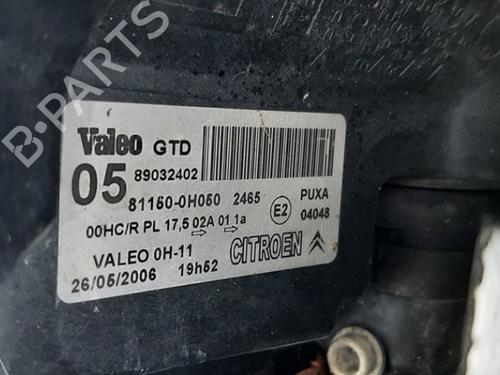 B-PARTS
Valeo GTD
05 89032402
81150-0H050 2465 PUXA
E2 04048
00HC/R PL 17,5 02A 01 1a
VALEO 0H-11 CITROËN
26/05/2006 19h52